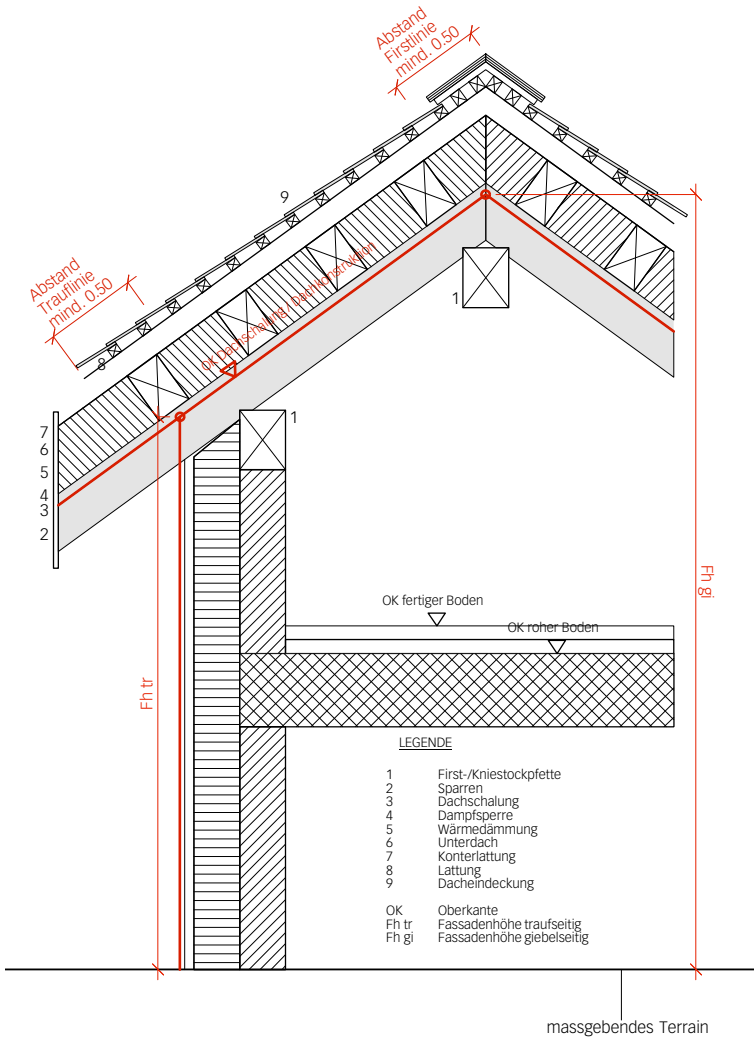 Abstand
Firstlinie
mind. 0.50
9
Abstand
Trauflinie
mind. 0.50
OK Dachschalung / Dachkonstruktion
1
8
1
7
6
5
4
3
2
Fh gi
OK fertiger Boden
OK roher Boden
Fh tr
LEGENDE
1 First-/Kniestockpfette
2 Sparren
3 Dachschalung
4 Dampfsperre
5 Wärmedämmung
6 Unterdach
7 Konterlattung
8 Lattung
9 Dacheindeckung
OK Oberkante
Fh tr Fassadenhöhe traufseitig
Fh gi Fassadenhöhe giebelseitig
massgebendes Terrain